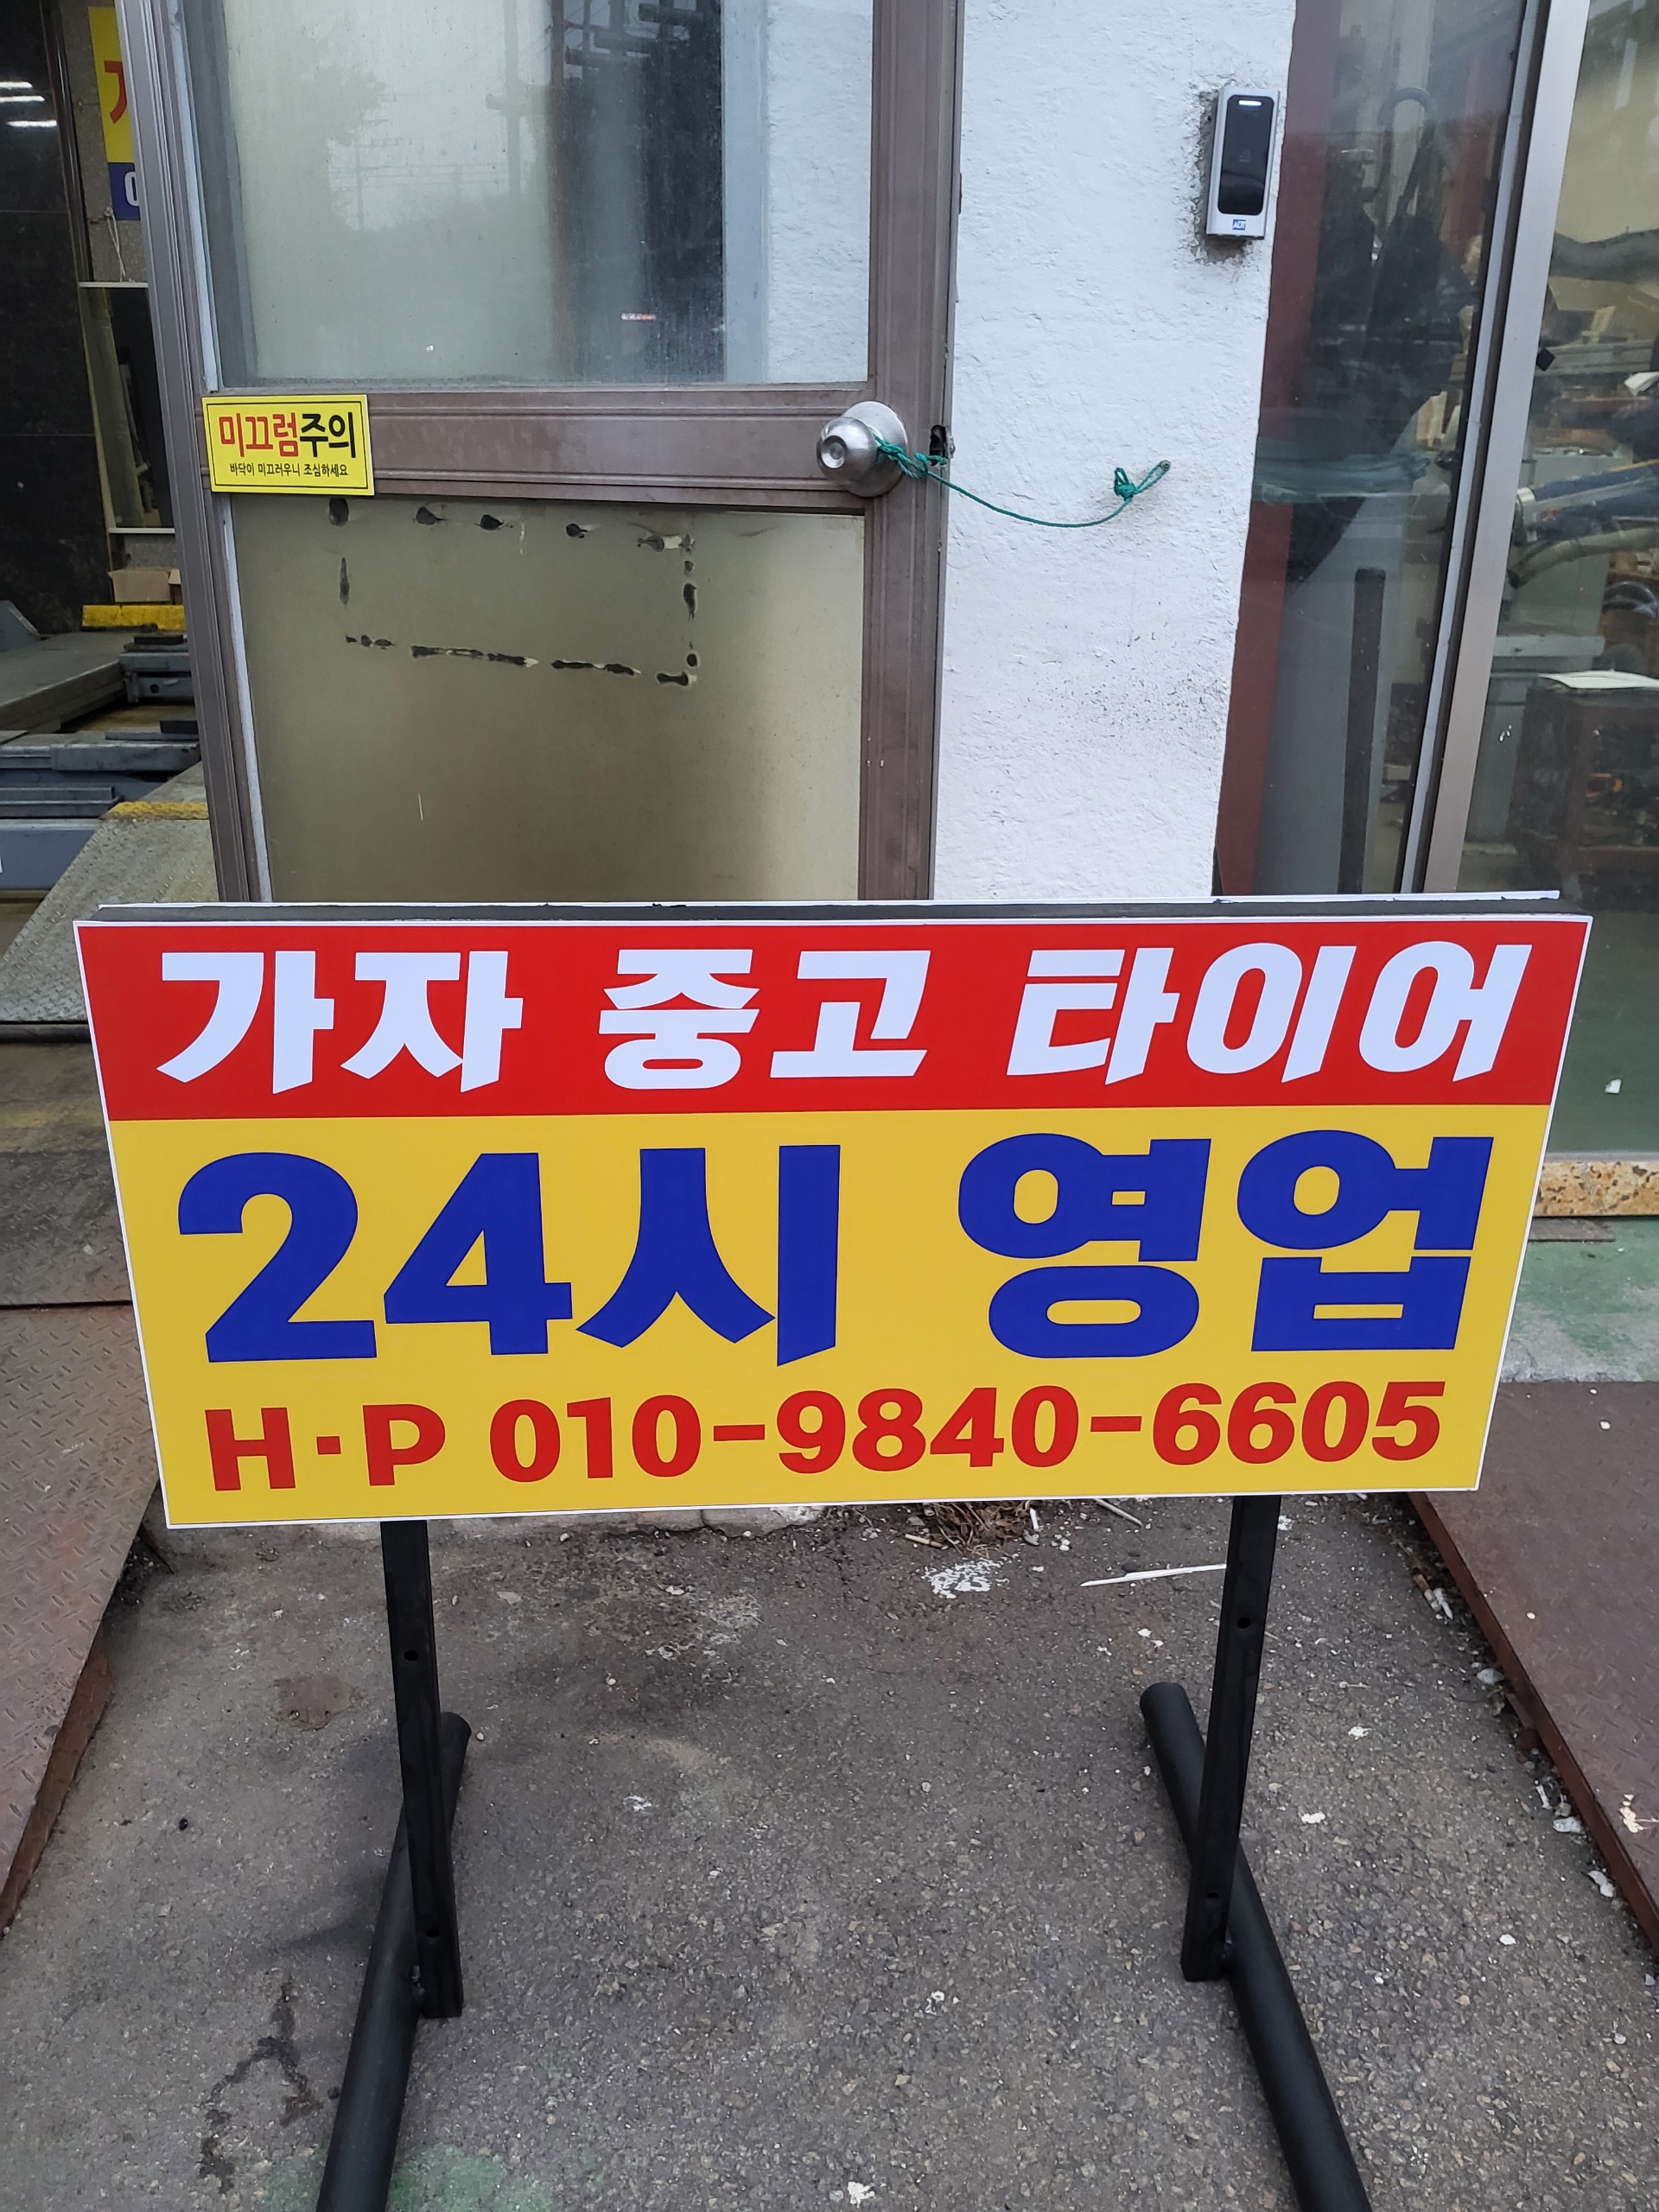 미끄럼주의
바닥이 미끄러우니 조심하세요
가자 중고 타이어
24시 영업
H·P 010-9840-6605